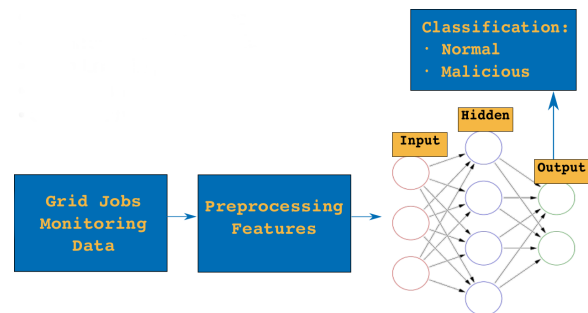 Classification:
· Normal
· Malicious
Hidden
Input
Output
Grid Jobs
Monitoring
Data
Preprocessing
Features